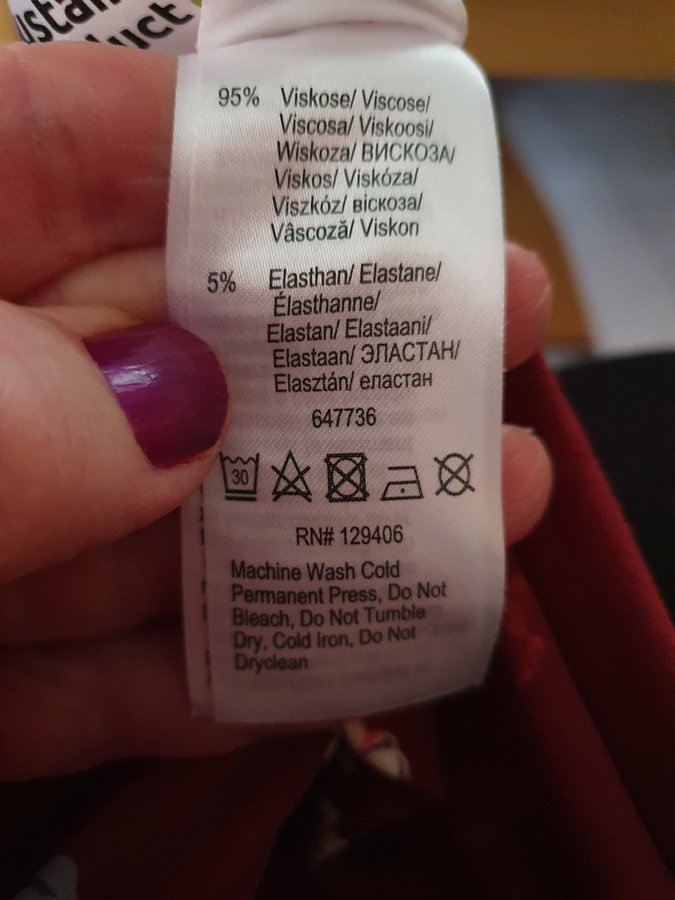 95% Viskose/ Viscose/
Viscosa/ Viskoosi/
Wiskoza/ ВИСКОЗА/
Viskos/ Viskóza/
Viszkóz/ віскоза/
Vâscoză/ Viskon
5% Elasthan/ Elastane/
Élasthanne/
Elastan/ Elastaani/
Elastaan/ ЭЛАСТАН/
Elasztán/ еластан
647736
30
RN# 129406
Machine Wash Cold
Permanent Press, Do Not
Bleach, Do Not Tumble
Dry, Cold Iron, Do Not
Dryclean